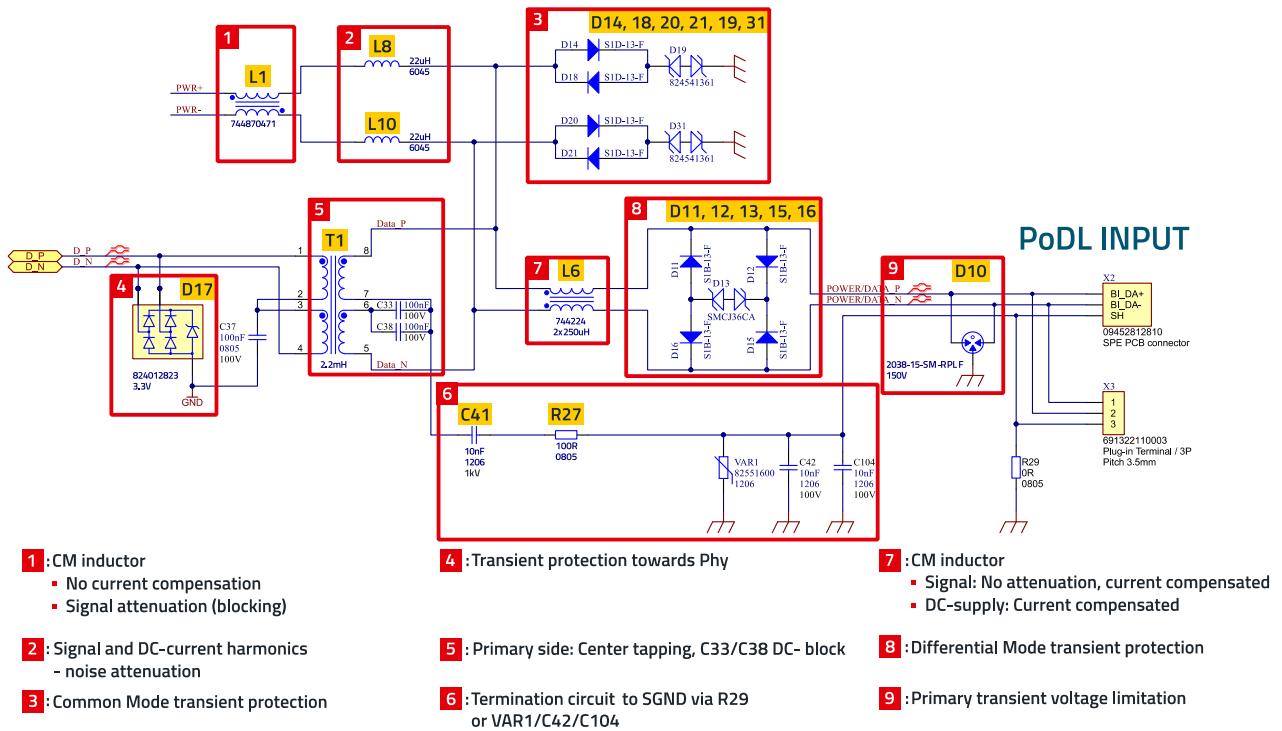 1
L1
PWR+
PWR-
744870471
2
L8
22uH
6045
L10
22uH
6045
3
D14, 18, 20, 21, 19, 31
D14
S1D-13-F
D18
S1D-13-F
D19
824541361
D20
S1D-13-F
D21
S1D-13-F
D31
824541361
D_P
D_N
D_P
D_N
4
D17
824012823
3.3V
GND
C37
100nF
0805
100V
5
T1
1
2
3
4
8
7
6
5
Data_P
C33
100nF
100V
C38
100nF
100V
Data_N
2.2mH
7
L6
744224
2x250uH
8
D11, 12, 13, 15, 16
D11
S1B-13-F
D12
S1B-13-F
D13
SMCJ36CA
D16
S1B-13-F
D15
S1B-13-F
PoDL INPUT
9
D10
POWER/DATA_P
POWER/DATA_N
2038-15-SM-RPLF
150V
X2
BI_DA+
BI_DA-
SH
09452812810
SPE PCB connector
X3
1
2
3
691322110003
Plug-in Terminal / 3P
Pitch 3.5mm
R29
0R
0805
6
C41
10nF
1206
1kV
R27
100R
0805
VAR1
82551600
1206
C42
10nF
1206
100V
C104
10nF
1206
100V
1 : CM inductor
▪ No current compensation
▪ Signal attenuation (blocking)
2 : Signal and DC-current harmonics
- noise attenuation
3 : Common Mode transient protection
4 : Transient protection towards Phy
5 : Primary side: Center tapping, C33/C38 DC- block
6 : Termination circuit to SGND via R29
or VAR1/C42/C104
7 : CM inductor
▪ Signal: No attenuation, current compensated
▪ DC-supply: Current compensated
8 : Differential Mode transient protection
9 : Primary transient voltage limitation